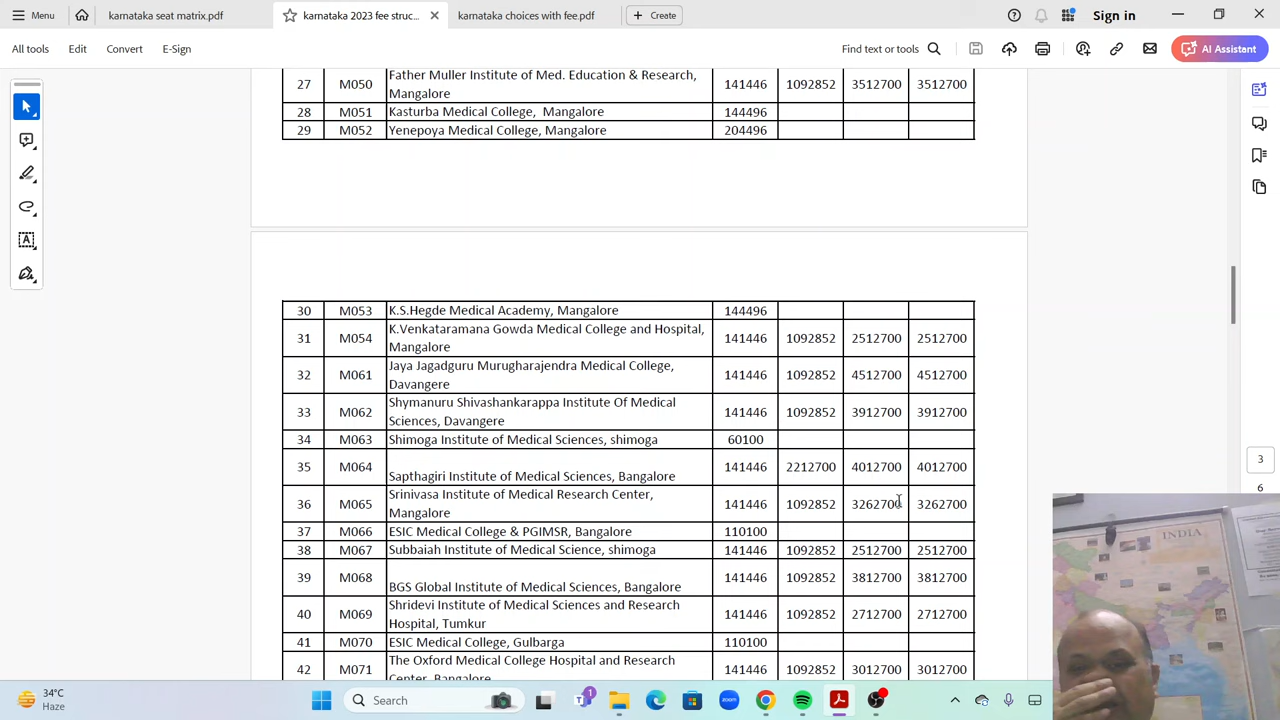 Menu karnataka seat matrix.pdf karnataka 2023 fee struc... karnataka choices with fee.pdf Create Sign in
All tools Edit Convert E-Sign Find text or tools AI Assistant
27 M050 Father Muller Institute of Med. Education & Research, Mangalore 141446 1092852 3512700 3512700
28 M051 Kasturba Medical College, Mangalore 144496
29 M052 Yenepoya Medical College, Mangalore 204496
30 M053 K.S.Hegde Medical Academy, Mangalore 144496
31 M054 K.Venkataramana Gowda Medical College and Hospital, Mangalore 141446 1092852 2512700 2512700
32 M061 Jaya Jagadguru Murugharajendra Medical College, Davangere 141446 1092852 4512700 4512700
33 M062 Shymanuru Shivashankarappa Institute Of Medical Sciences, Davangere 141446 1092852 3912700 3912700
34 M063 Shimoga Institute of Medical Sciences, shimoga 60100
35 M064 Sapthagiri Institute of Medical Sciences, Bangalore 141446 2212700 4012700 4012700
36 M065 Srinivasa Institute of Medical Research Center, Mangalore 141446 1092852 3262700 3262700
37 M066 ESIC Medical College & PGIMSR, Bangalore 110100
38 M067 Subbaiah Institute of Medical Science, shimoga 141446 1092852 2512700 2512700
39 M068 BGS Global Institute of Medical Sciences, Bangalore 141446 1092852 3812700 3812700
40 M069 Shridevi Institute of Medical Sciences and Research Hospital, Tumkur 141446 1092852 2712700 2712700
41 M070 ESIC Medical College, Gulbarga 110100
42 M071 The Oxford Medical College Hospital and Research Center, Bangalore 141446 1092852 3012700 3012700
3
6
INDIA
34°C
Haze
Search
1
zoom